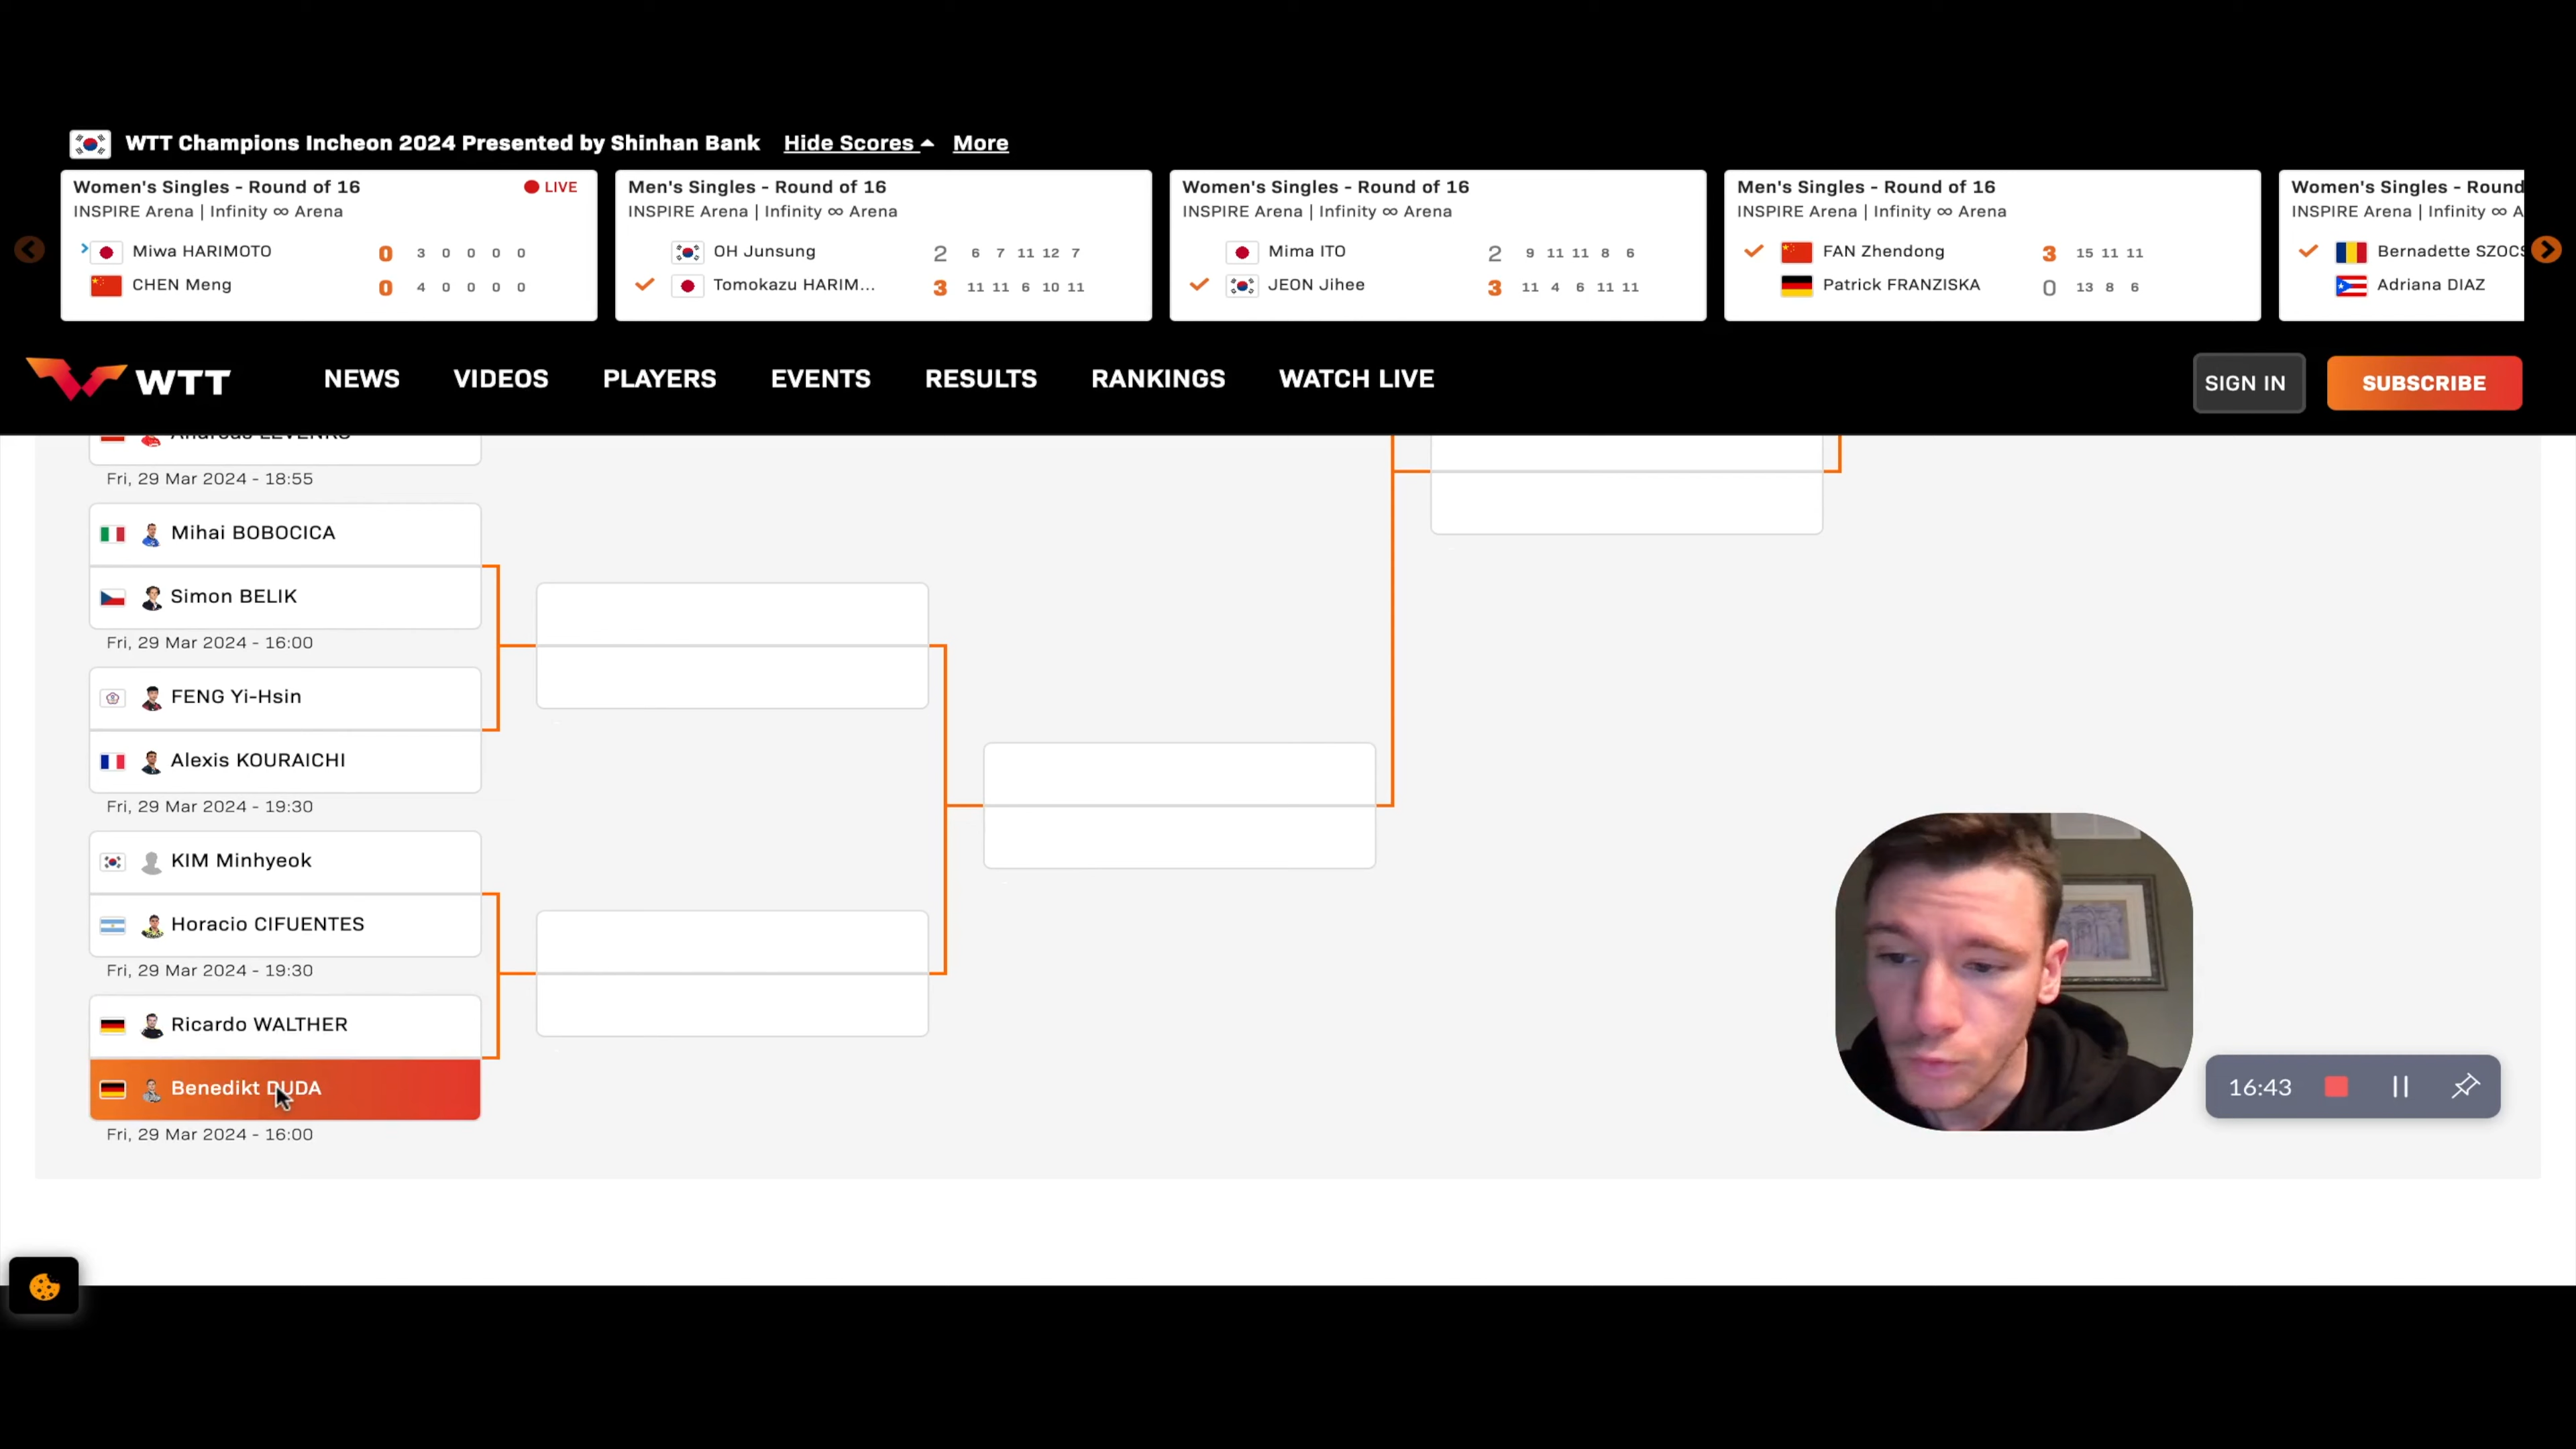 WTT Champions Incheon 2024 Presented by Shinhan Bank Hide Scores More
Women's Singles - Round of 16 LIVE
INSPIRE Arena | Infinity ∞ Arena
Miwa HARIMOTO 0 3 0 0 0 0
CHEN Meng 0 4 0 0 0 0
Men's Singles - Round of 16
INSPIRE Arena | Infinity ∞ Arena
OH Junsung 2 6 7 11 12 7
Tomokazu HARIM... 3 11 11 6 10 11
Women's Singles - Round of 16
INSPIRE Arena | Infinity ∞ Arena
Mima ITO 2 9 11 11 8 6
JEON Jihee 3 11 4 6 11 11
Men's Singles - Round of 16
INSPIRE Arena | Infinity ∞ Arena
FAN Zhendong 3 15 11 11
Patrick FRANZISKA 0 13 8 6
Women's Singles - Round
INSPIRE Arena | Infinity ∞ A
Bernadette SZOCS
Adriana DIAZ
WTT NEWS VIDEOS PLAYERS EVENTS RESULTS RANKINGS WATCH LIVE SIGN IN SUBSCRIBE
Fri, 29 Mar 2024 - 18:55
Mihai BOBOCICA
Simon BELIK
Fri, 29 Mar 2024 - 16:00
FENG Yi-Hsin
Alexis KOURAICHI
Fri, 29 Mar 2024 - 19:30
KIM Minhyeok
Horacio CIFUENTES
Fri, 29 Mar 2024 - 19:30
Ricardo WALTHER
Benedikt DUDA
Fri, 29 Mar 2024 - 16:00
16:43